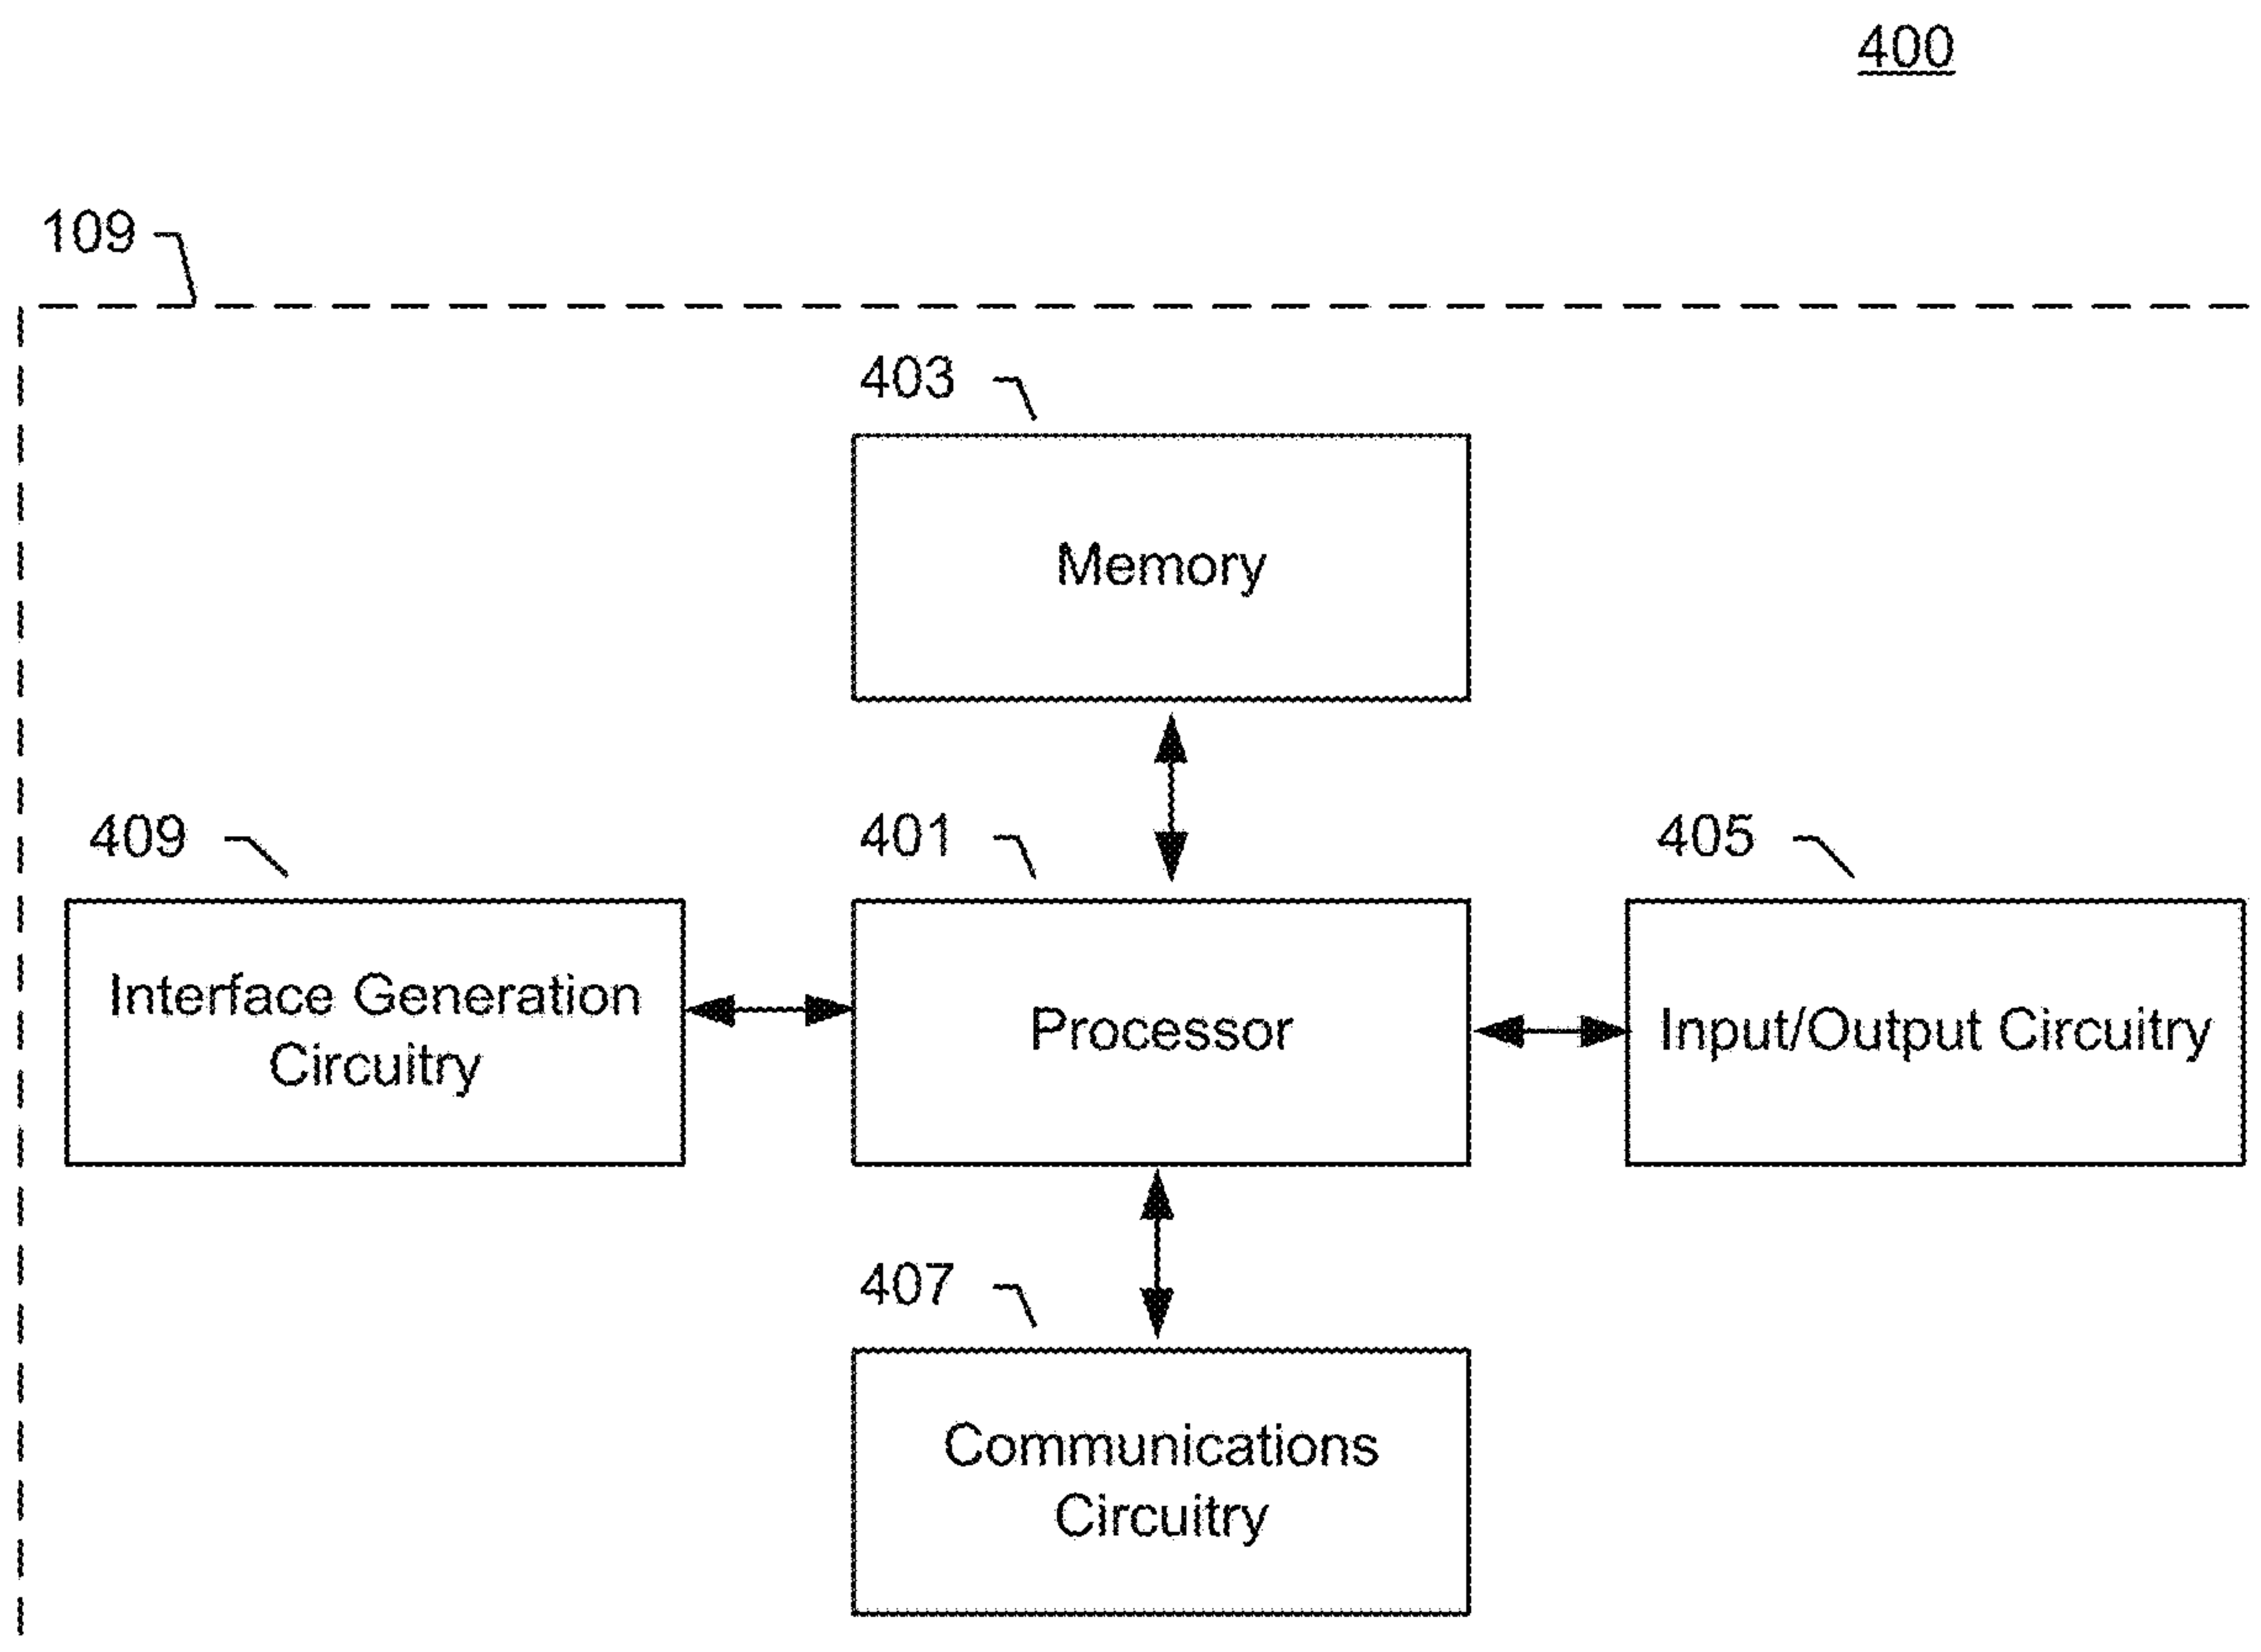 400
109
403
Memory
409
401
405
Interface Generation
Circuitry
Processor
Input/Output Circuitry
407
Communications
Circuitry